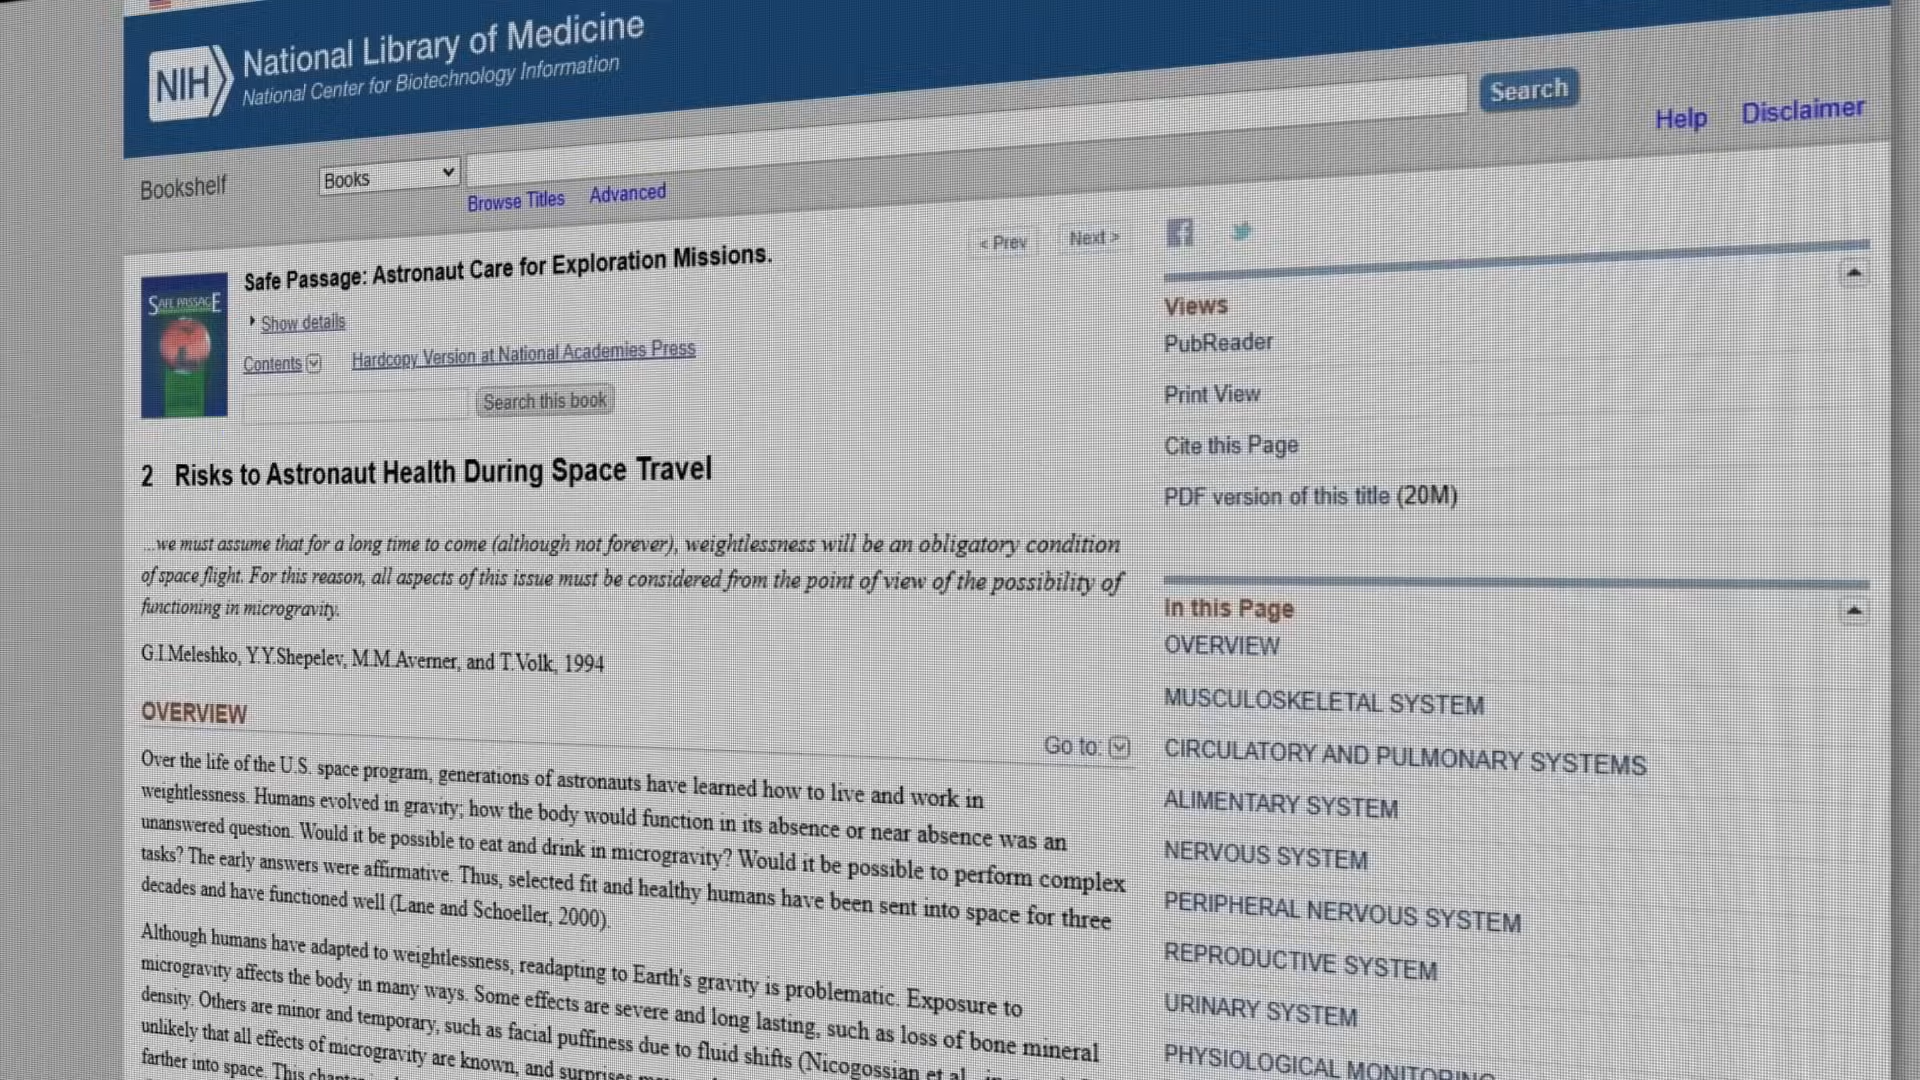 NIH
National Library of Medicine
National Center for Biotechnology Information
Search
Help Disclaimer
Bookshelf
Books
Browse Titles Advanced
< Prev Next >
SAFE PASSAGE
Safe Passage: Astronaut Care for Exploration Missions.
Show details
Contents Hardcopy Version at National Academies Press
Search this book
2 Risks to Astronaut Health During Space Travel
...we must assume that for a long time to come (although not forever), weightlessness will be an obligatory condition
of space flight. For this reason, all aspects of this issue must be considered from the point of view of the possibility of
functioning in microgravity.
G.I.Meleshko, Y.Y.Shepelev, M.M.Averner, and T.Volk, 1994
OVERVIEW
Go to:
Over the life of the U.S. space program, generations of astronauts have learned how to live and work in
weightlessness. Humans evolved in gravity; how the body would function in its absence or near absence was an
unanswered question. Would it be possible to eat and drink in microgravity? Would it be possible to perform complex
tasks? The early answers were affirmative. Thus, selected fit and healthy humans have been sent into space for three
decades and have functioned well (Lane and Schoeller, 2000).
Although humans have adapted to weightlessness, readapting to Earth's gravity is problematic. Exposure to
microgravity affects the body in many ways. Some effects are severe and long lasting, such as loss of bone mineral
density. Others are minor and temporary, such as facial puffiness due to fluid shifts (Nicogossian et al.
unlikely that all effects of microgravity are known, and surprises
farther into space. This
Views
PubReader
Print View
Cite this Page
PDF version of this title (20M)
In this Page
OVERVIEW
MUSCULOSKELETAL SYSTEM
CIRCULATORY AND PULMONARY SYSTEMS
ALIMENTARY SYSTEM
NERVOUS SYSTEM
PERIPHERAL NERVOUS SYSTEM
REPRODUCTIVE SYSTEM
URINARY SYSTEM
PHYSIOLOGICAL MONITORING